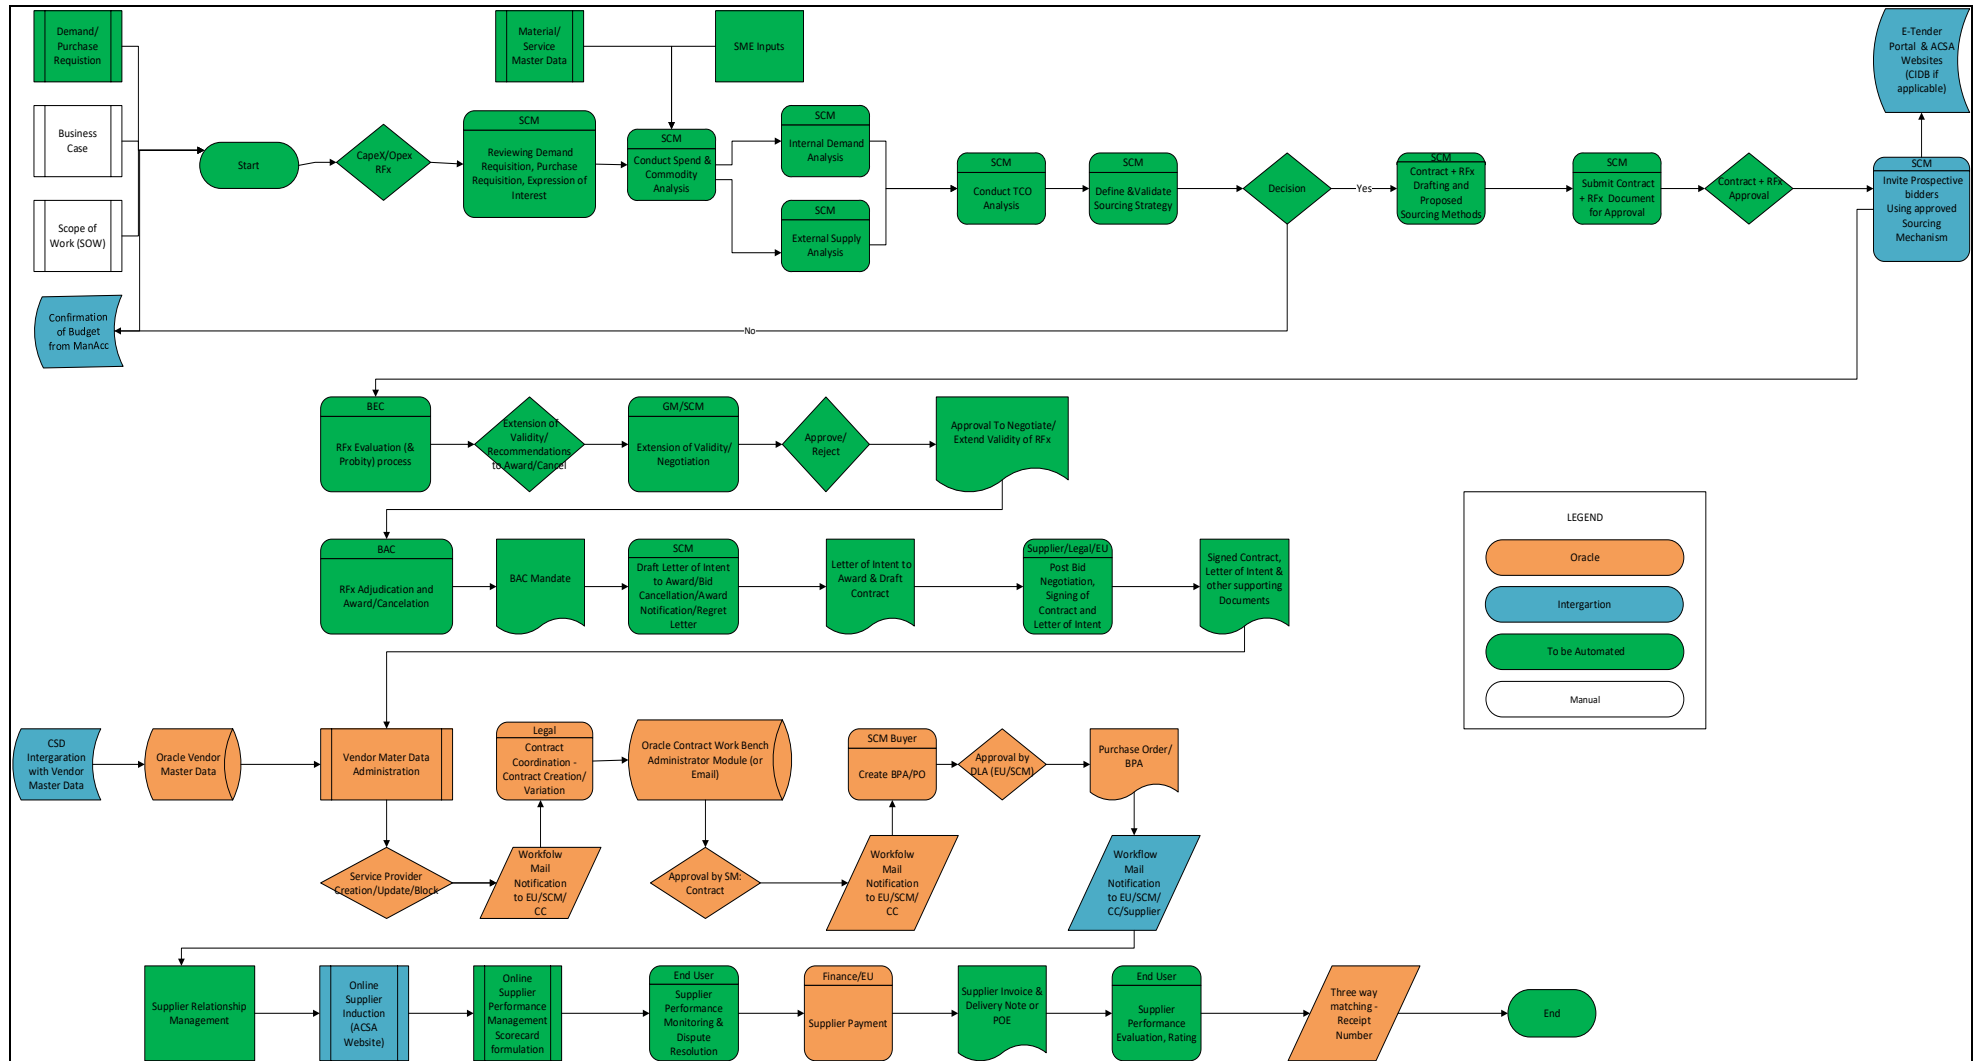 Demand/
Purchase
Requistion
Material/
Service
Master Data
SME Inputs
E-Tender
Portal & ACSA
Websites
(CIDB if
applicable)
Business
Case
Scope of
Work (SOW)
Confirmation
of Budget
from ManAcc
Start
CapeX/Opex
RFx
SCM
Reviewing Demand
Requisition, Purchase
Requisition, Expression of
Interest
SCM
Conduct Spend &
Commodity
Analysis
SCM
Internal Demand
Analysis
SCM
External Supply
Analysis
SCM
Conduct TCO
Analysis
SCM
Define &Validate
Sourcing Strategy
Decision
Yes
No
SCM
Contract + RFx
Drafting and
Proposed
Sourcing Methods
SCM
Submit Contract
+ RFx Document
for Approval
Contract + RFx
Approval
SCM
Invite Prospective
bidders
Using approved
Sourcing
Mechanism
BEC
RFx Evaluation (&
Probity) process
Extension of
Validity/
Recommendations
to Award/Cancel
GM/SCM
Extension of Validity/
Negotiation
Approve/
Reject
Approval To Negotiate/
Extend Validity of RFx
BAC
RFx Adjudication and
Award/Cancelation
BAC Mandate
SCM
Draft Letter of Intent
to Award/Bid
Cancellation/Award
Notification/Regret
Letter
Letter of Intent to
Award & Draft
Contract
Supplier/Legal/EU
Post Bid
Negotiation,
Signing of
Contract and
Letter of Intent
Signed Contract,
Letter of Intent &
other supporting
Documents
LEGEND
Oracle
Intergartion
To be Automated
Manual
CSD
Intergaration
with Vendor
Master Data
Oracle Vendor
Master Data
Vendor Mater Data
Administration
Legal
Contract
Coordination -
Contract Creation/
Variation
Oracle Contract Work Bench
Administrator Module (or
Email)
SCM Buyer
Create BPA/PO
Approval by
DLA (EU/SCM)
Purchase Order/
BPA
Service Provider
Creation/Update/Block
Workfolw
Mail
Notification
to EU/SCM/
CC
Approval by SM:
Contract
Workfolw
Mail
Notification
to EU/SCM/
CC
Workflow
Mail
Notification
to EU/SCM/
CC/Supplier
Supplier Relationship
Management
Online
Supplier
Induction
(ACSA
Website)
Online
Supplier
Performance
Management
Scorecard
formulation
End User
Supplier
Performance
Monitoring &
Dispute
Resolution
Finance/EU
Supplier Payment
Supplier Invoice &
Delivery Note or
POE
End User
Supplier
Performance
Evaluation, Rating
Three way
matching -
Receipt
Number
End